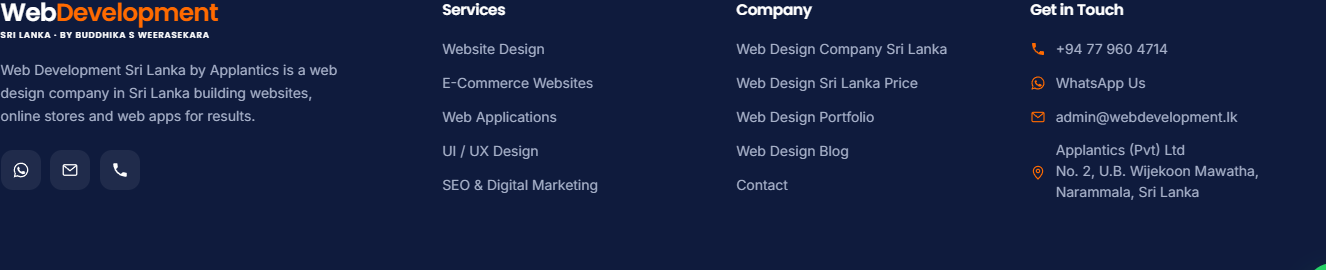 WebDevelopment
SRI LANKA · BY BUDDHIKA S WEERASEKARA
Web Development Sri Lanka by Applantics is a web
design company in Sri Lanka building websites,
online stores and web apps for results.
Services
Website Design
E-Commerce Websites
Web Applications
UI / UX Design
SEO & Digital Marketing
Company
Web Design Company Sri Lanka
Web Design Sri Lanka Price
Web Design Portfolio
Web Design Blog
Contact
Get in Touch
+94 77 960 4714
WhatsApp Us
admin@webdevelopment.lk
Applantics (Pvt) Ltd
No. 2, U.B. Wijekoon Mawatha,
Narammala, Sri Lanka